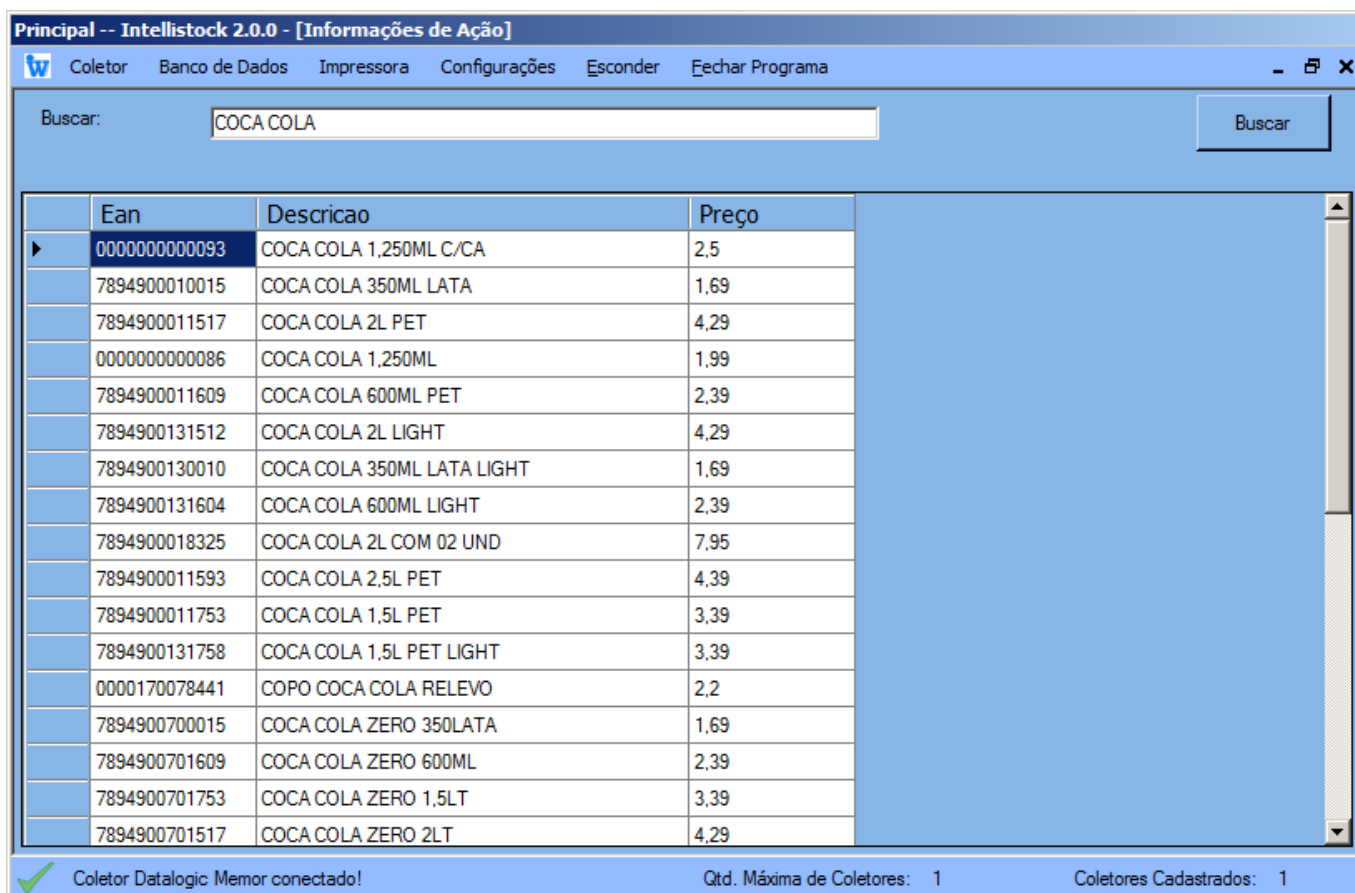 Principal -- Intellistock 2.0.0 - [Informações de Ação]
Coletor Banco de Dados Impressora Configurações Esconder Fechar Programa
Buscar: COCA COLA Buscar
Ean Descricao Preço
0000000000093 COCA COLA 1,250ML C/CA 2,5
7894900010015 COCA COLA 350ML LATA 1,69
7894900011517 COCA COLA 2L PET 4,29
0000000000086 COCA COLA 1,250ML 1,99
7894900011609 COCA COLA 600ML PET 2,39
7894900131512 COCA COLA 2L LIGHT 4,29
7894900130010 COCA COLA 350ML LATA LIGHT 1,69
7894900131604 COCA COLA 600ML LIGHT 2,39
7894900018325 COCA COLA 2L COM 02 UND 7,95
7894900011593 COCA COLA 2,5L PET 4,39
7894900011753 COCA COLA 1,5L PET 3,39
7894900131758 COCA COLA 1,5L PET LIGHT 3,39
0000170078441 COPO COCA COLA RELEVO 2,2
7894900700015 COCA COLA ZERO 350LATA 1,69
7894900701609 COCA COLA ZERO 600ML 2,39
7894900701753 COCA COLA ZERO 1,5LT 3,39
7894900701517 COCA COLA ZERO 2LT 4,29
Coletor Datalogic Memor conectado! Qtd. Máxima de Coletores: 1 Coletores Cadastrados: 1